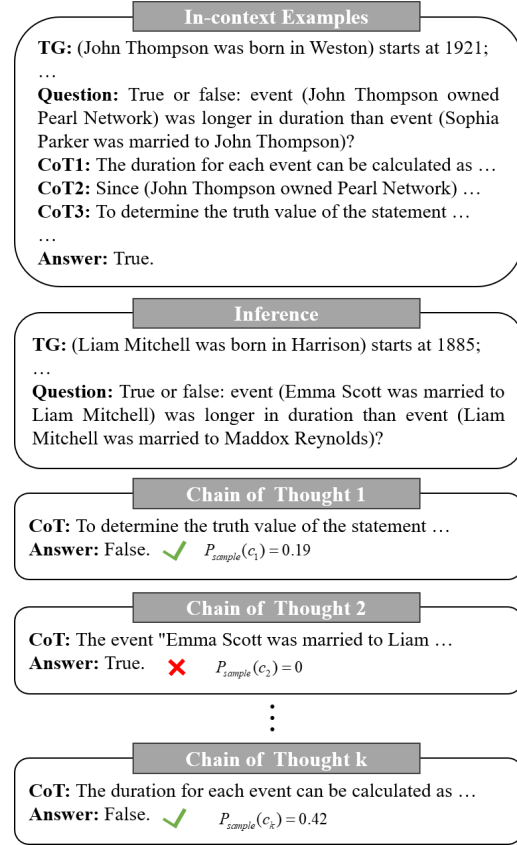 In-context Examples
TG: (John Thompson was born in Weston) starts at 1921;
…
Question: True or false: event (John Thompson owned
Pearl Network) was longer in duration than event (Sophia
Parker was married to John Thompson)?
CoT1: The duration for each event can be calculated as …
CoT2: Since (John Thompson owned Pearl Network) …
CoT3: To determine the truth value of the statement …
…
Answer: True.
Inference
TG: (Liam Mitchell was born in Harrison) starts at 1885;
…
Question: True or false: event (Emma Scott was married to
Liam Mitchell) was longer in duration than event (Liam
Mitchell was married to Maddox Reynolds)?
Chain of Thought 1
CoT: To determine the truth value of the statement …
Answer: False. P_sample(c_1) = 0.19
Chain of Thought 2
CoT: The event "Emma Scott was married to Liam …
Answer: True. P_sample(c_2) = 0
Chain of Thought k
CoT: The duration for each event can be calculated as …
Answer: False. P_sample(c_k) = 0.42